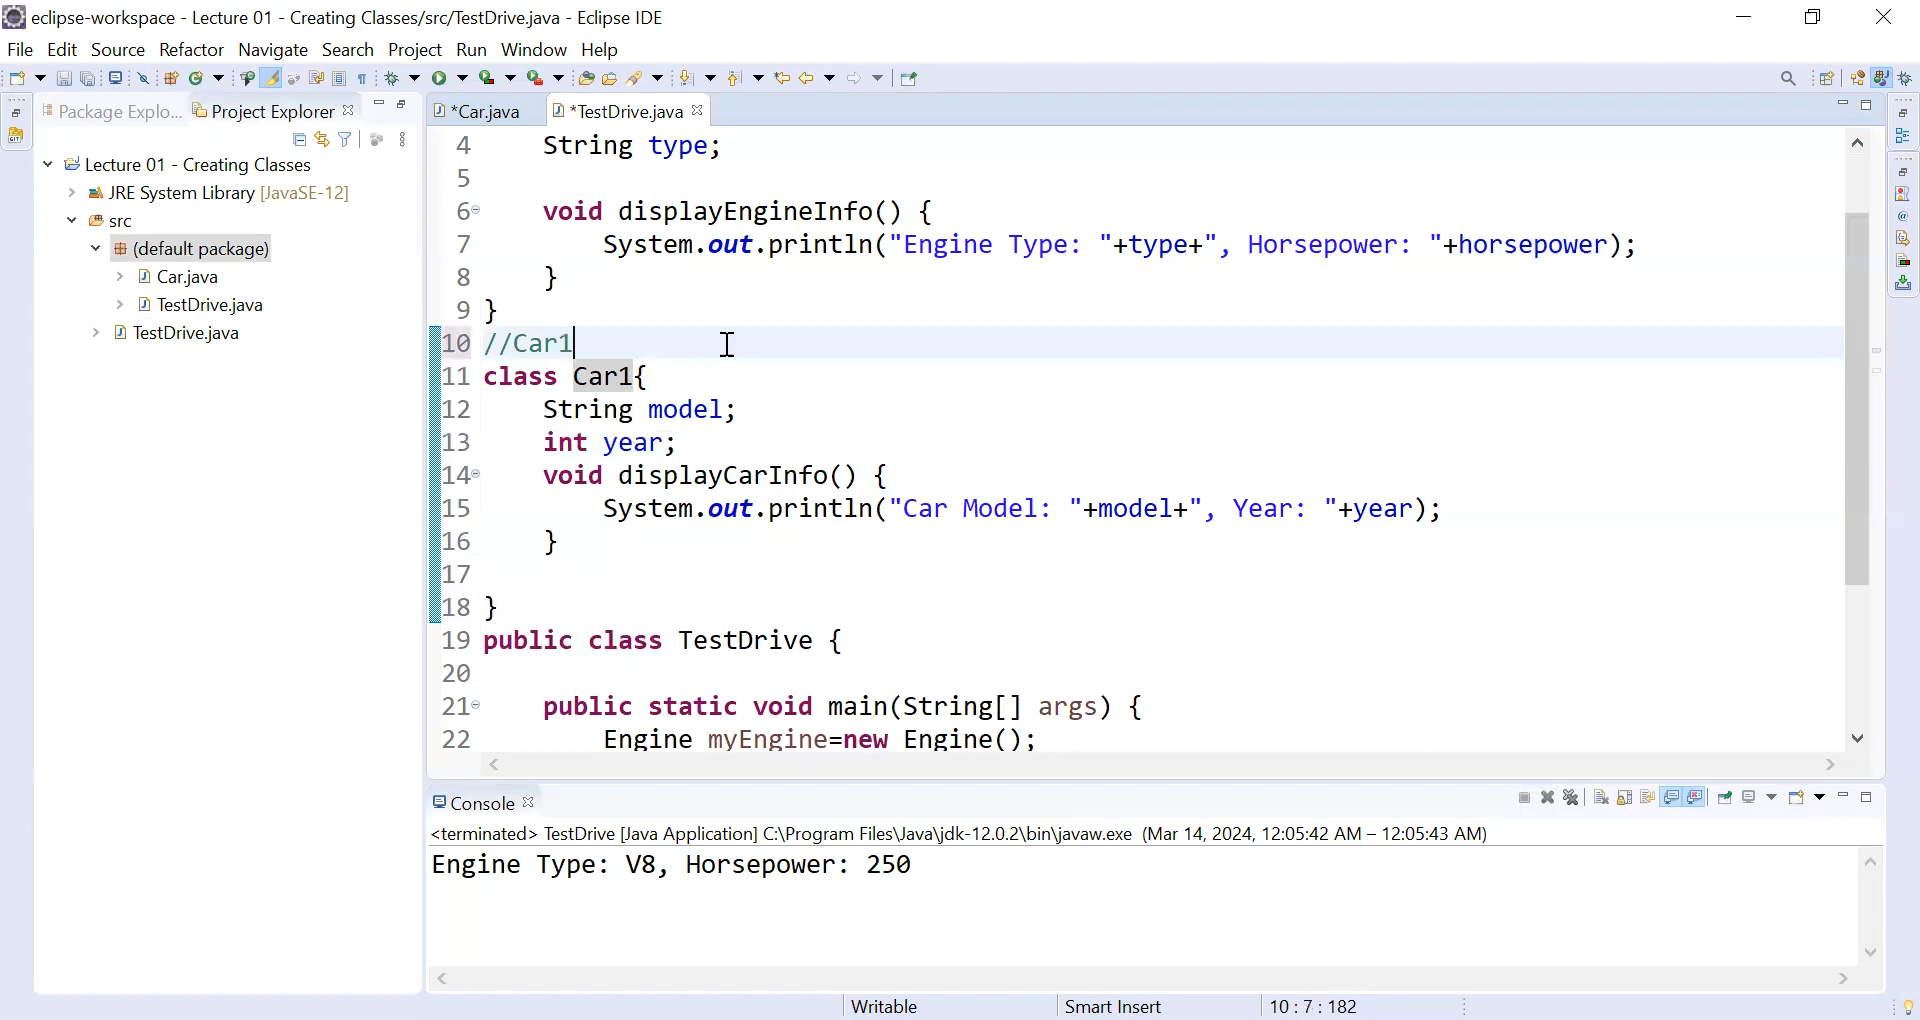 eclipse-workspace - Lecture 01 - Creating Classes/src/TestDrive.java - Eclipse IDE
File Edit Source Refactor Navigate Search Project Run Window Help
Package Explo... Project Explorer
*Car.java *TestDrive.java
Lecture 01 - Creating Classes
JRE System Library [JavaSE-12]
src
(default package)
Car.java
TestDrive.java
TestDrive.java
4 String type;
5
6 void displayEngineInfo() {
7 System.out.println("Engine Type: "+type+", Horsepower: "+horsepower);
8 }
9 }
10 //Car1
11 class Car1{
12 String model;
13 int year;
14 void displayCarInfo() {
15 System.out.println("Car Model: "+model+", Year: "+year);
16 }
17
18 }
19 public class TestDrive {
20
21 public static void main(String[] args) {
22 Engine myEngine=new Engine();
Console
<terminated> TestDrive [Java Application] C:\Program Files\Java\jdk-12.0.2\bin\javaw.exe (Mar 14, 2024, 12:05:42 AM – 12:05:43 AM)
Engine Type: V8, Horsepower: 250
Writable Smart Insert 10 : 7 : 182